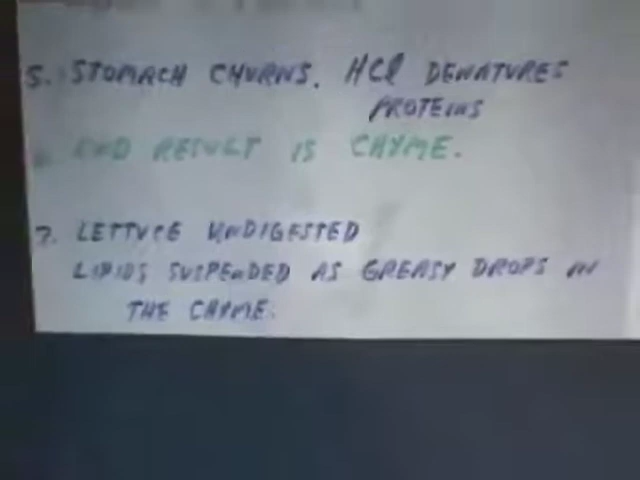 5. STOMACH CHURNS. HCl DENATURES
PROTEINS
END RESULT IS CHYME.
7. LETTUCE UNDIGESTED
LIPIDS SUSPENDED AS GREASY DROPS IN
THE CHYME.